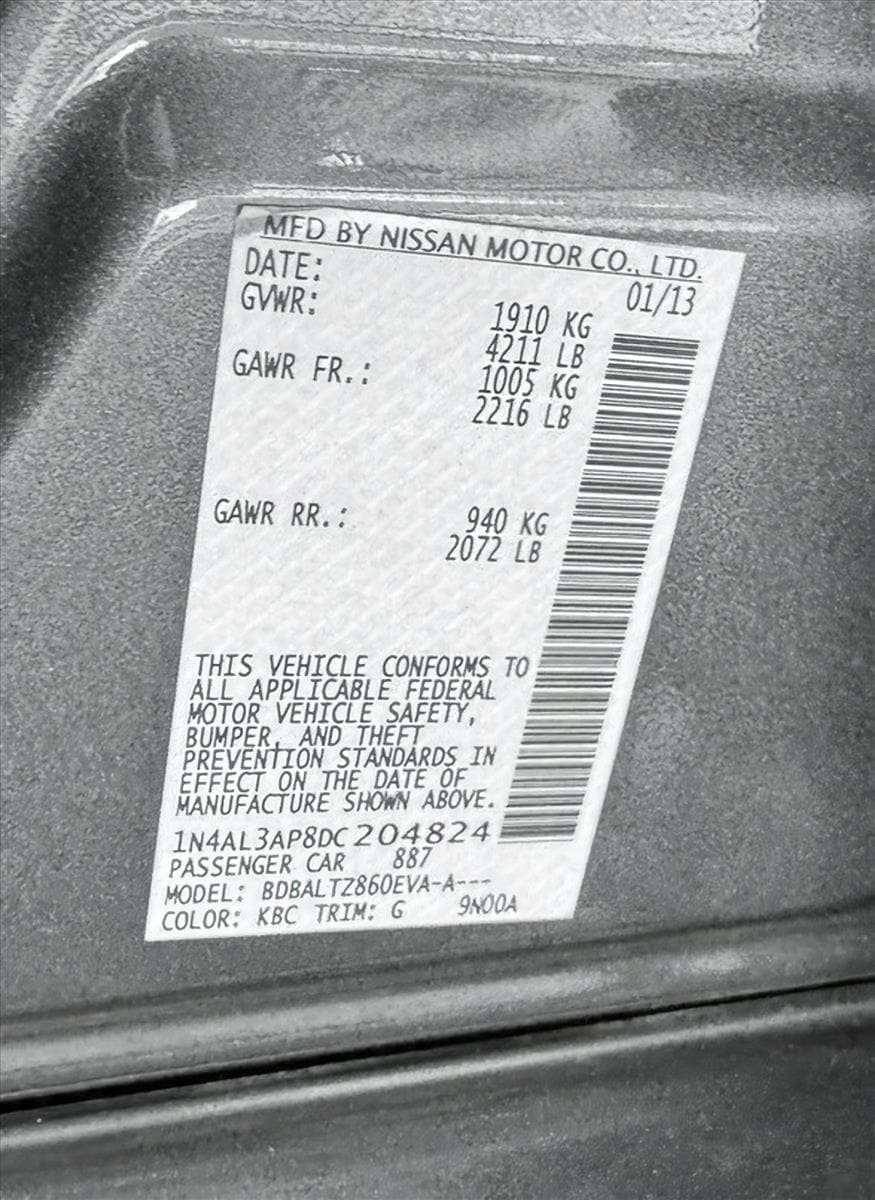 MFD BY NISSAN MOTOR CO., LTD.
DATE: 01/13
GVWR: 1910 KG
4211 LB
GAWR FR.: 1005 KG
2216 LB
GAWR RR.: 940 KG
2072 LB
THIS VEHICLE CONFORMS TO
ALL APPLICABLE FEDERAL
MOTOR VEHICLE SAFETY,
BUMPER, AND THEFT
PREVENTION STANDARDS IN
EFFECT ON THE DATE OF
MANUFACTURE SHOWN ABOVE.
1N4AL3AP8DC204824
PASSENGER CAR 887
MODEL: BDBALTZ860EVA-A---
COLOR: KBC TRIM: G 9N00A